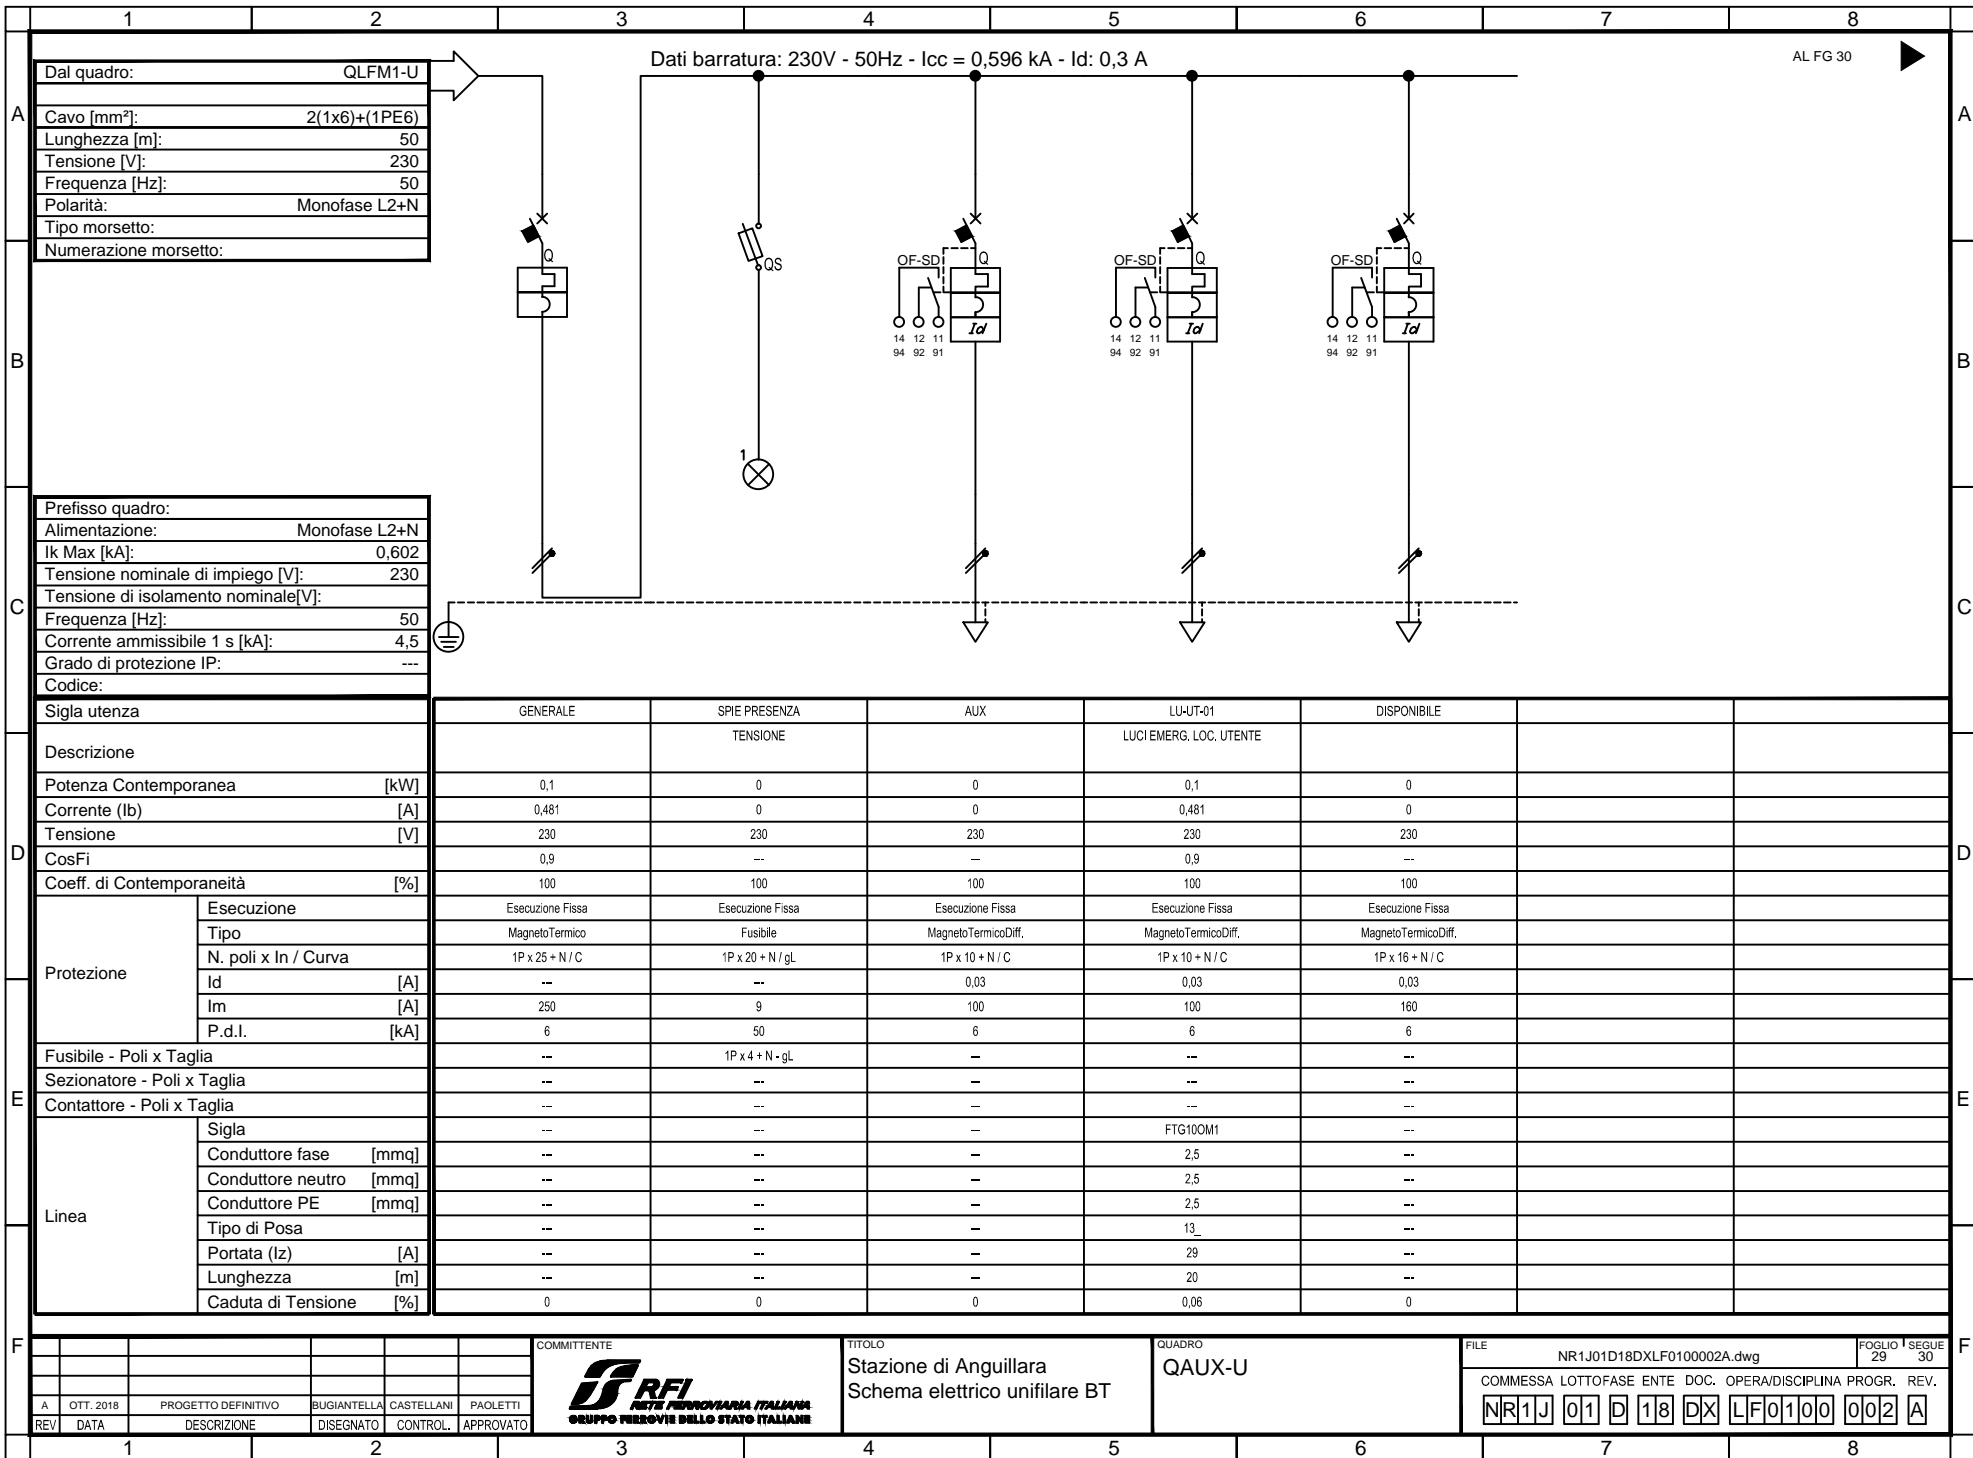 1 2 3 4 5 6 7 8
Dati barratura: 230V - 50Hz - Icc = 0,596 kA - Id: 0,3 A
AL FG 30
A A
B B
C C
D D
E E
F F
Dal quadro: QLFM1-U
Cavo [mm²]: 2(1x6)+(1PE6)
Lunghezza [m]: 50
Tensione [V]: 230
Frequenza [Hz]: 50
Polarità: Monofase L2+N
Tipo morsetto:
Numerazione morsetto:
Q QS
OF-SD Q OF-SD Q OF-SD Q
Id Id Id
14 12 11 14 12 11 14 12 11
94 92 91 94 92 91 94 92 91
1
Prefisso quadro:
Alimentazione: Monofase L2+N
Ik Max [kA]: 0,602
Tensione nominale di impiego [V]: 230
Tensione di isolamento nominale[V]:
Frequenza [Hz]: 50
Corrente ammissibile 1 s [kA]: 4,5
Grado di protezione IP: ---
Codice:
Sigla utenza GENERALE SPIE PRESENZA AUX LU-UT-01 DISPONIBILE
Descrizione TENSIONE LUCI EMERG. LOC. UTENTE
Potenza Contemporanea [kW] 0,1 0 0 0,1 0
Corrente (Ib) [A] 0,481 0 0 0,481 0
Tensione [V] 230 230 230 230 230
CosFi 0,9 --- --- 0,9 ---
Coeff. di Contemporaneità [%] 100 100 100 100 100
Protezione
Esecuzione Esecuzione Fissa Esecuzione Fissa Esecuzione Fissa Esecuzione Fissa Esecuzione Fissa
Tipo MagnetoTermico Fusibile MagnetoTermicoDiff. MagnetoTermicoDiff. MagnetoTermicoDiff.
N. poli x In / Curva 1P x 25 + N / C 1P x 20 + N / gL 1P x 10 + N / C 1P x 10 + N / C 1P x 16 + N / C
Id [A] --- --- 0,03 0,03 0,03
Im [A] 250 9 100 100 160
P.d.I. [kA] 6 50 6 6 6
Fusibile - Poli x Taglia --- 1P x 4 + N - gL --- --- ---
Sezionatore - Poli x Taglia --- --- --- --- ---
Contattore - Poli x Taglia --- --- --- --- ---
Linea
Sigla --- --- --- FTG10OM1 ---
Conduttore fase [mmq] --- --- --- 2,5 ---
Conduttore neutro [mmq] --- --- --- 2,5 ---
Conduttore PE [mmq] --- --- --- 2,5 ---
Tipo di Posa --- --- --- 13_ ---
Portata (Iz) [A] --- --- --- 29 ---
Lunghezza [m] --- --- --- 20 ---
Caduta di Tensione [%] 0 0 0 0,06 0
A OTT. 2018 PROGETTO DEFINITIVO BUGIANTELLA CASTELLANI PAOLETTI
REV DATA DESCRIZIONE DISEGNATO CONTROL. APPROVATO
COMMITTENTE
RFI
RETE FERROVIARIA ITALIANA
GRUPPO FERROVIE DELLO STATO ITALIANE
TITOLO
Stazione di Anguillara
Schema elettrico unifilare BT
QUADRO
QAUX-U
FILE
NR1J01D18DXLF0100002A.dwg
FOGLIO SEGUE
29 30
COMMESSA LOTTO FASE ENTE DOC. OPERA/DISCIPLINA PROGR. REV.
NR1J 01 D 18 DX LF0100 002 A
1 2 3 4 5 6 7 8